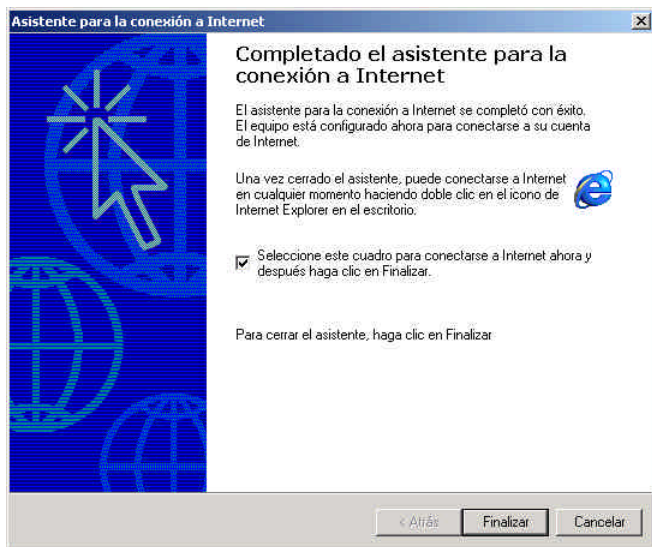 Asistente para la conexión a Internet
Completado el asistente para la
conexión a Internet
El asistente para la conexión a Internet se completó con éxito.
El equipo está configurado ahora para conectarse a su cuenta
de Internet.
Una vez cerrado el asistente, puede conectarse a Internet
en cualquier momento haciendo doble clic en el icono de
Internet Explorer en el escritorio.
Seleccione este cuadro para conectarse a Internet ahora y
después haga clic en Finalizar.
Para cerrar el asistente, haga clic en Finalizar
< Atrás Finalizar Cancelar